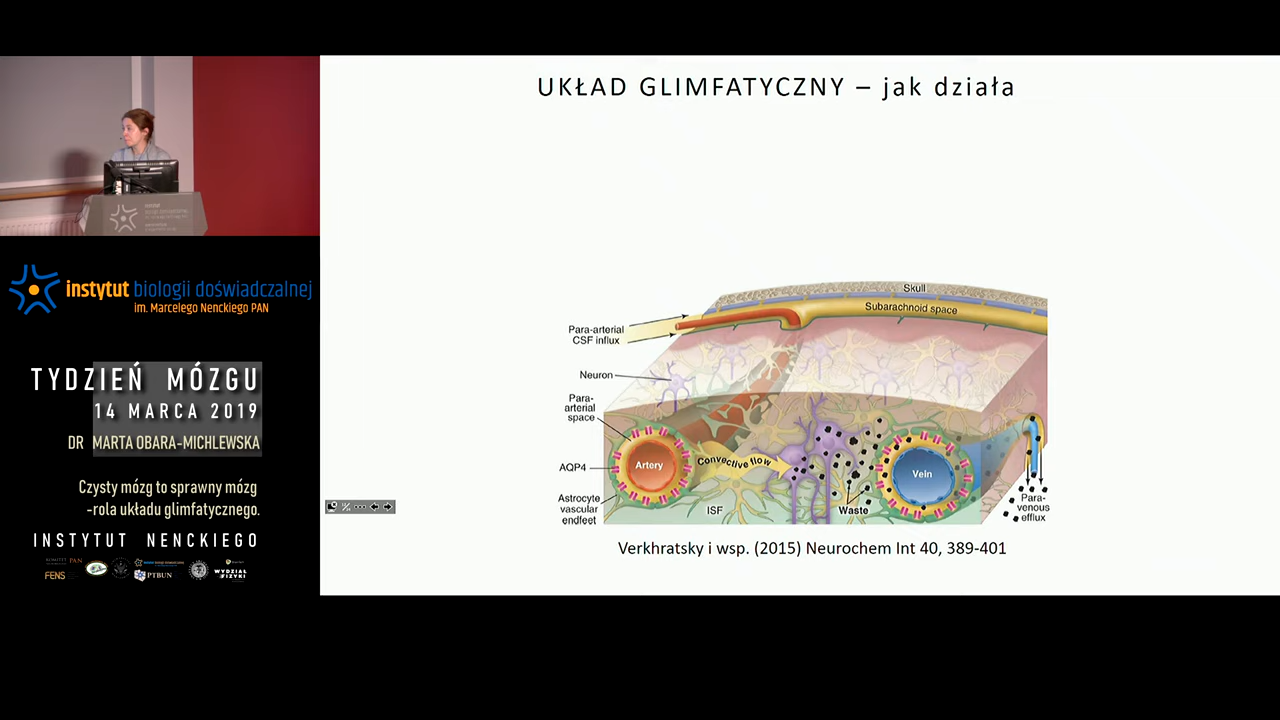 UKŁAD GLIMFATYCZNY – jak działa
Skull
Subarachnoid space
Para-arterial
CSF influx
Neuron
Para-
arterial
space
AQP4
Artery
Convective flow
Vein
Astrocyte
vascular
endfeet
ISF
Waste
Para-
venous
efflux
Verkhratsky i wsp. (2015) Neurochem Int 40, 389-401
instytut biologii doświadczalnej
im. Marcelego Nenckiego PAN
TYDZIEŃ MÓZGU
14 MARCA 2019
DR MARTA OBARA-MICHLEWSKA
Czysty mózg to sprawny mózg
-rola układu glimfatycznego.
INSTYTUT NENCKIEGO
PAN
FENS
PTBUN
WYDZIAŁ
FIZYKI